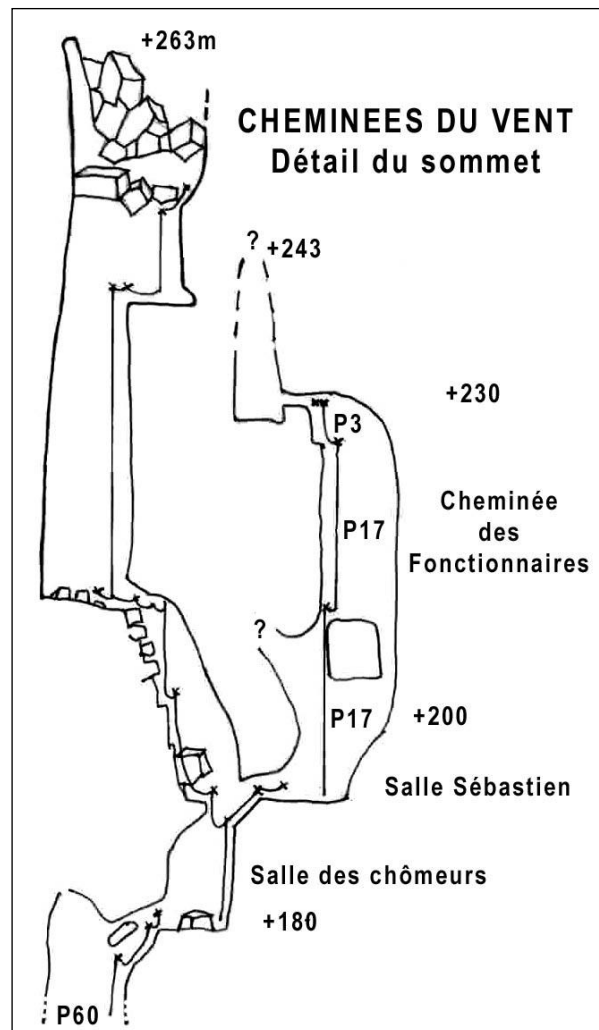 +263m
CHEMINEES DU VENT
Détail du sommet
?
+243
+230
P3
Cheminée
des
Fonctionnaires
P17
?
P17
+200
Salle Sébastien
Salle des chômeurs
+180
P60